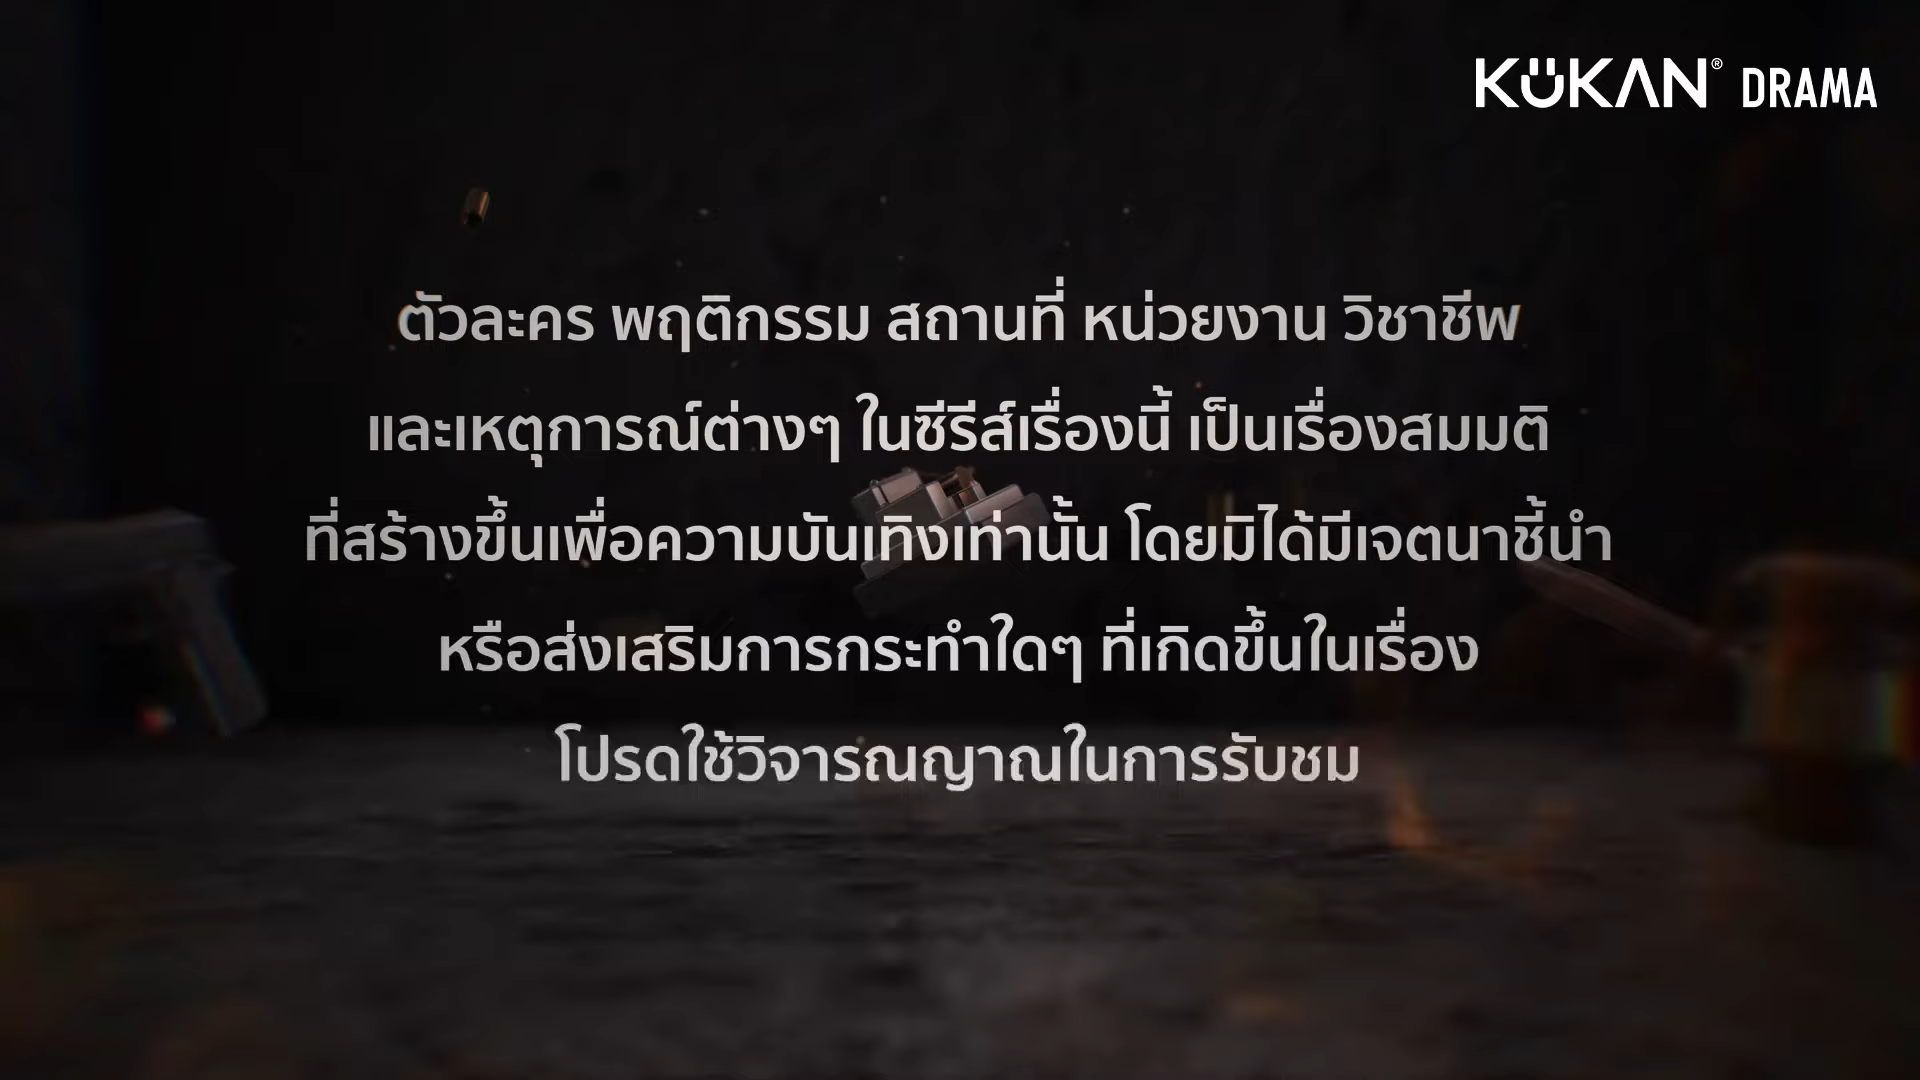 KUKAN® DRAMA
ตัวละคร พฤติกรรม สถานที่ หน่วยงาน วิชาชีพ
และเหตุการณ์ต่างๆ ในซีรีส์เรื่องนี้ เป็นเรื่องสมมติ
ที่สร้างขึ้นเพื่อความบันเทิงเท่านั้น โดยมิได้มีเจตนาชี้นำ
หรือส่งเสริมการกระทำใดๆ ที่เกิดขึ้นในเรื่อง
โปรดใช้วิจารณญาณในการรับชม